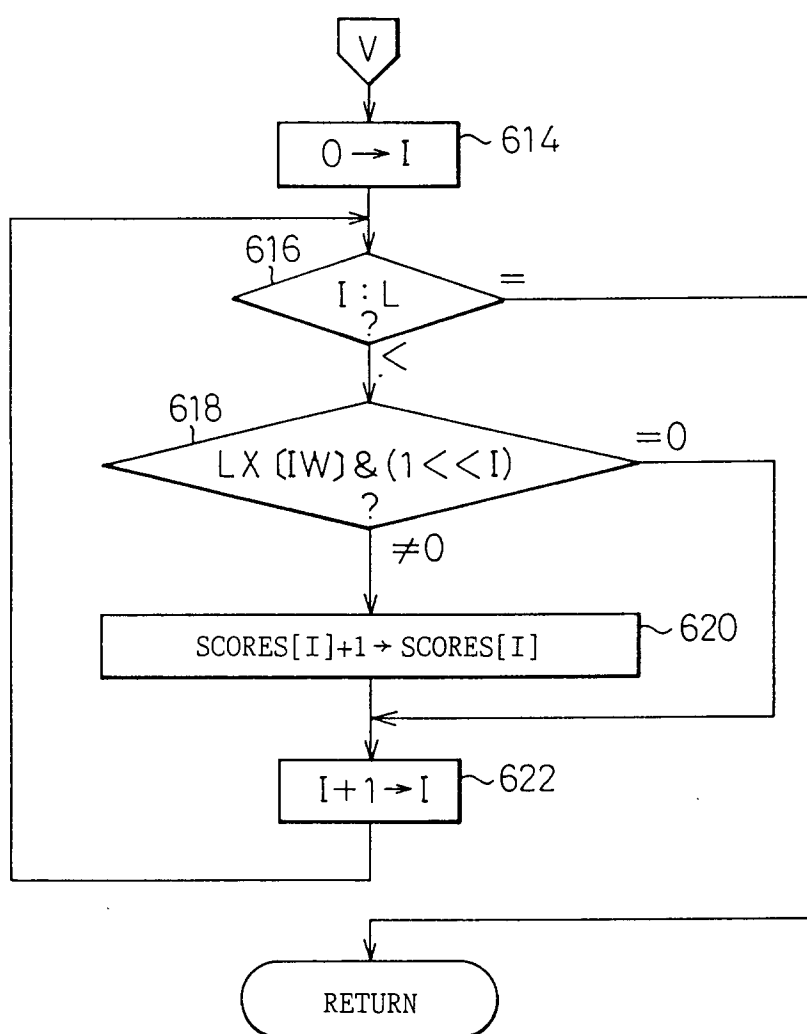 V
0 → I
614
616
I : L
?
=
<
618
LX [IW] & (1<<I)
?
=0
≠0
SCORES[I]+1 → SCORES[I]
620
I+1 → I
622
RETURN